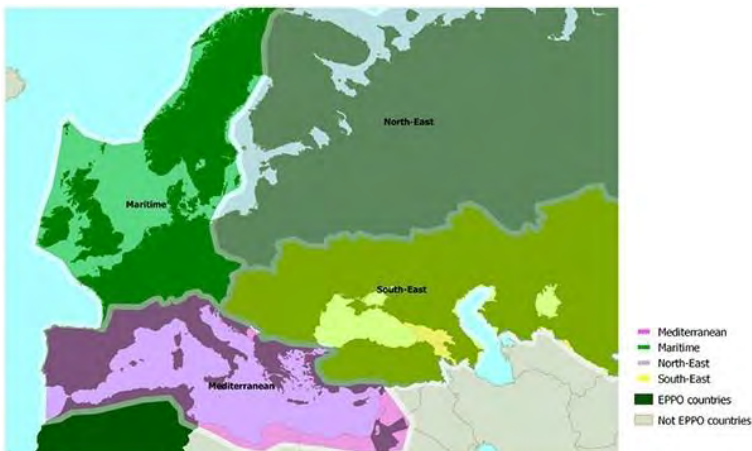 North-East
Maritime
South-East
Mediterranean
Mediterranean
Maritime
North-East
South-East
EPPO countries
Not EPPO countries